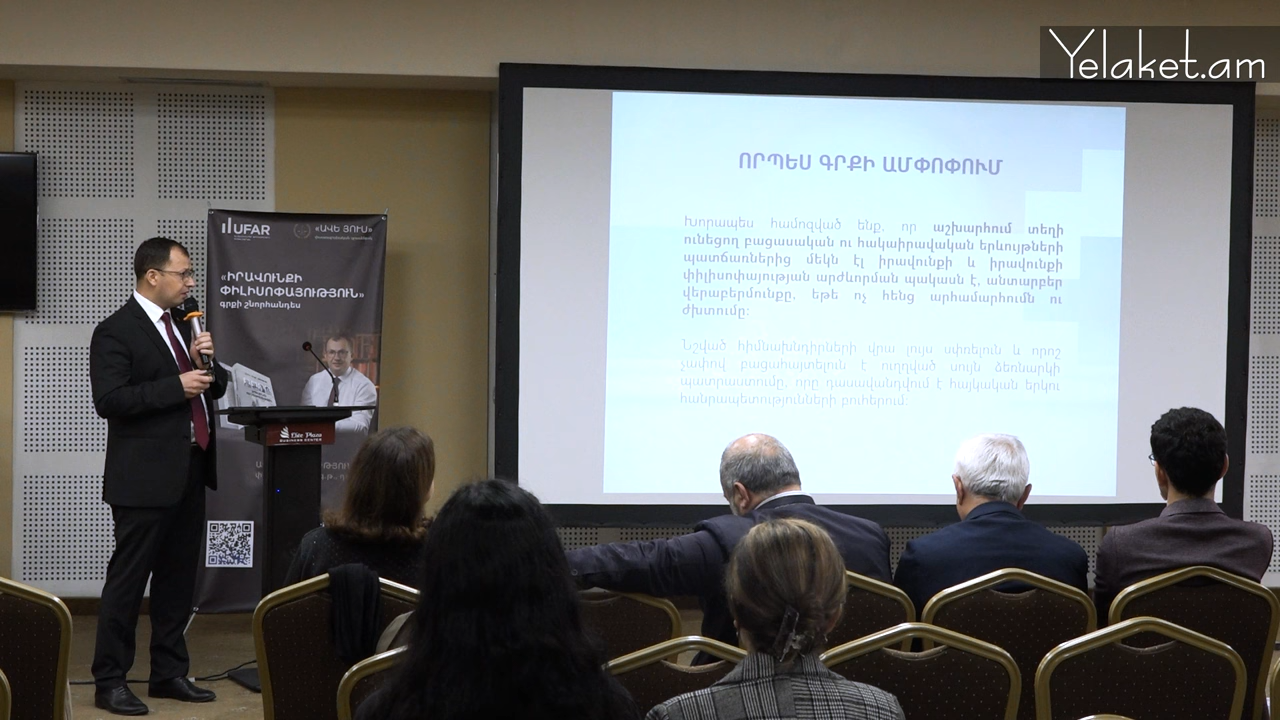 Yelaket.am
UFAR
«ԱՎԵ ՅՈՒՍ»
«ԻՐԱՎՈՒՆՔԻ
ՓԻԼԻՍՈՓԱՅՈՒԹՅՈՒՆ»
գրքի շնորհանդես
Elite Plaza
BUSINESS CENTER
ՈՐՊԵՍ ԳՐՔԻ ԱՄՓՈՓՈՒՄ
Խորապես համոզված ենք, որ աշխարհում տեղի
ունեցող բացասական ու հակաիրավական երևույթների
պատճառներից մեկն էլ իրավունքի և իրավունքի
փիլիսոփայության արժևորման պակասն է, անտարբեր
վերաբերմունքը, եթե ոչ հենց արհամարհումն ու
ժխտումը։
Նշված հիմնախնդիրների վրա լույս սփռելուն և որոշ
չափով բացահայտելուն է ուղղված սույն ձեռնարկի
պատրաստումը, որը դասավանդվում է հայկական երկու
հանրապետությունների բուհերում։